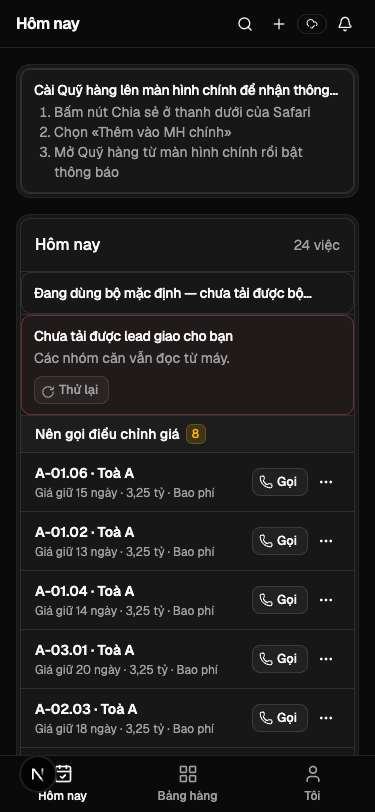 Hôm nay
Cài Quỹ hàng lên màn hình chính để nhận thông...
1. Bấm nút Chia sẻ ở thanh dưới của Safari
2. Chọn «Thêm vào MH chính»
3. Mở Quỹ hàng từ màn hình chính rồi bật
thông báo
Hôm nay
24 việc
Đang dùng bộ mặc định — chưa tải được bộ...
Chưa tải được lead giao cho bạn
Các nhóm căn vẫn đọc từ máy.
Thử lại
Nên gọi điều chỉnh giá 8
A-01.06 · Toà A
Giá giữ 15 ngày · 3,25 tỷ · Bao phí
Gọi
A-01.02 · Toà A
Giá giữ 13 ngày · 3,25 tỷ · Bao phí
Gọi
A-01.04 · Toà A
Giá giữ 14 ngày · 3,25 tỷ · Bao phí
Gọi
A-03.01 · Toà A
Giá giữ 20 ngày · 3,25 tỷ · Bao phí
Gọi
A-02.03 · Toà A
Giá giữ 18 ngày · 3,25 tỷ · Bao phí
Gọi
N
Hôm nay
Bảng hàng
Tôi